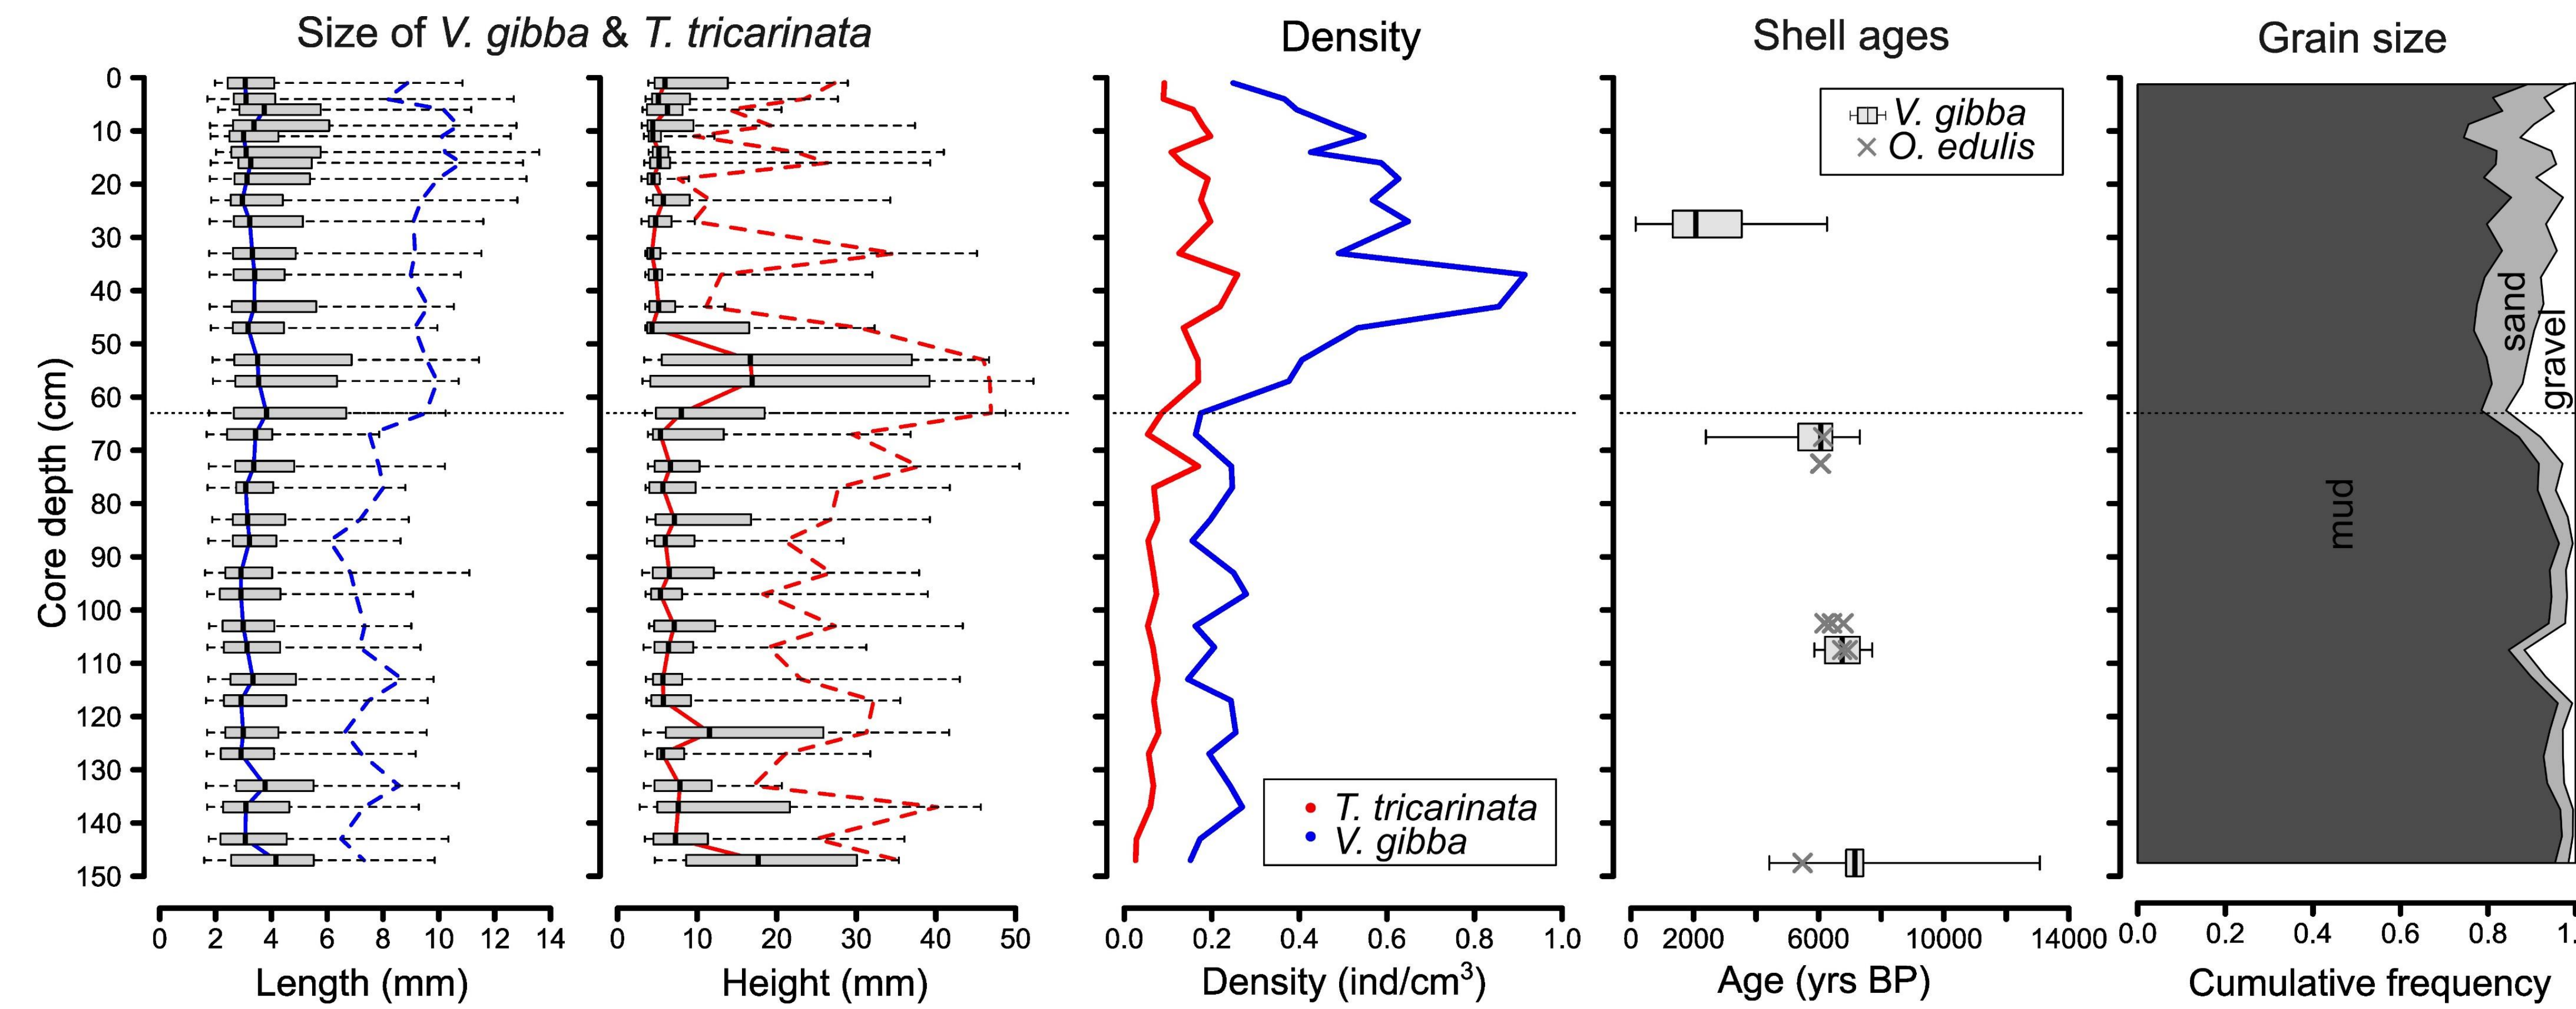 Size of V. gibba & T. tricarinata
Density
Shell ages
Grain size
Core depth (cm)
0
10
20
30
40
50
60
70
80
90
100
110
120
130
140
150
V. gibba
O. edulis
T. tricarinata
V. gibba
mud
sand
gravel
0 2 4 6 8 10 12 14
0 10 20 30 40 50
0.0 0.2 0.4 0.6 0.8 1.0
0 2000 6000 10000 14000
0.0 0.2 0.4 0.6 0.8 1.
Length (mm)
Height (mm)
Density (ind/cm³)
Age (yrs BP)
Cumulative frequency